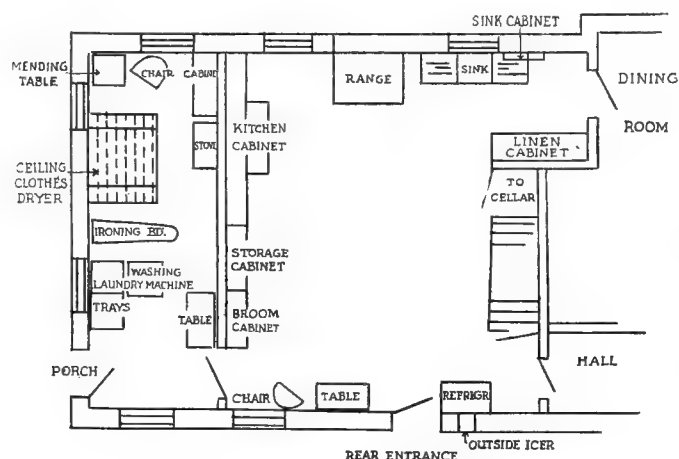 SINK CABINET
MENDING
TABLE
CHAIR
CABINE
RANGE
SINK
DINING
ROOM
KITCHEN
CABINET
STOVE
LINEN
CABINET
CEILING
CLOTHES
DRYER
TO
CELLAR
IRONING BD.
STORAGE
CABINET
WASHING
LAUNDRY MACHINE
TRAYS
TABLE
BROOM
CABINET
PORCH
HALL
CHAIR
TABLE
REFRIGR
OUTSIDE ICER
REAR ENTRANCE